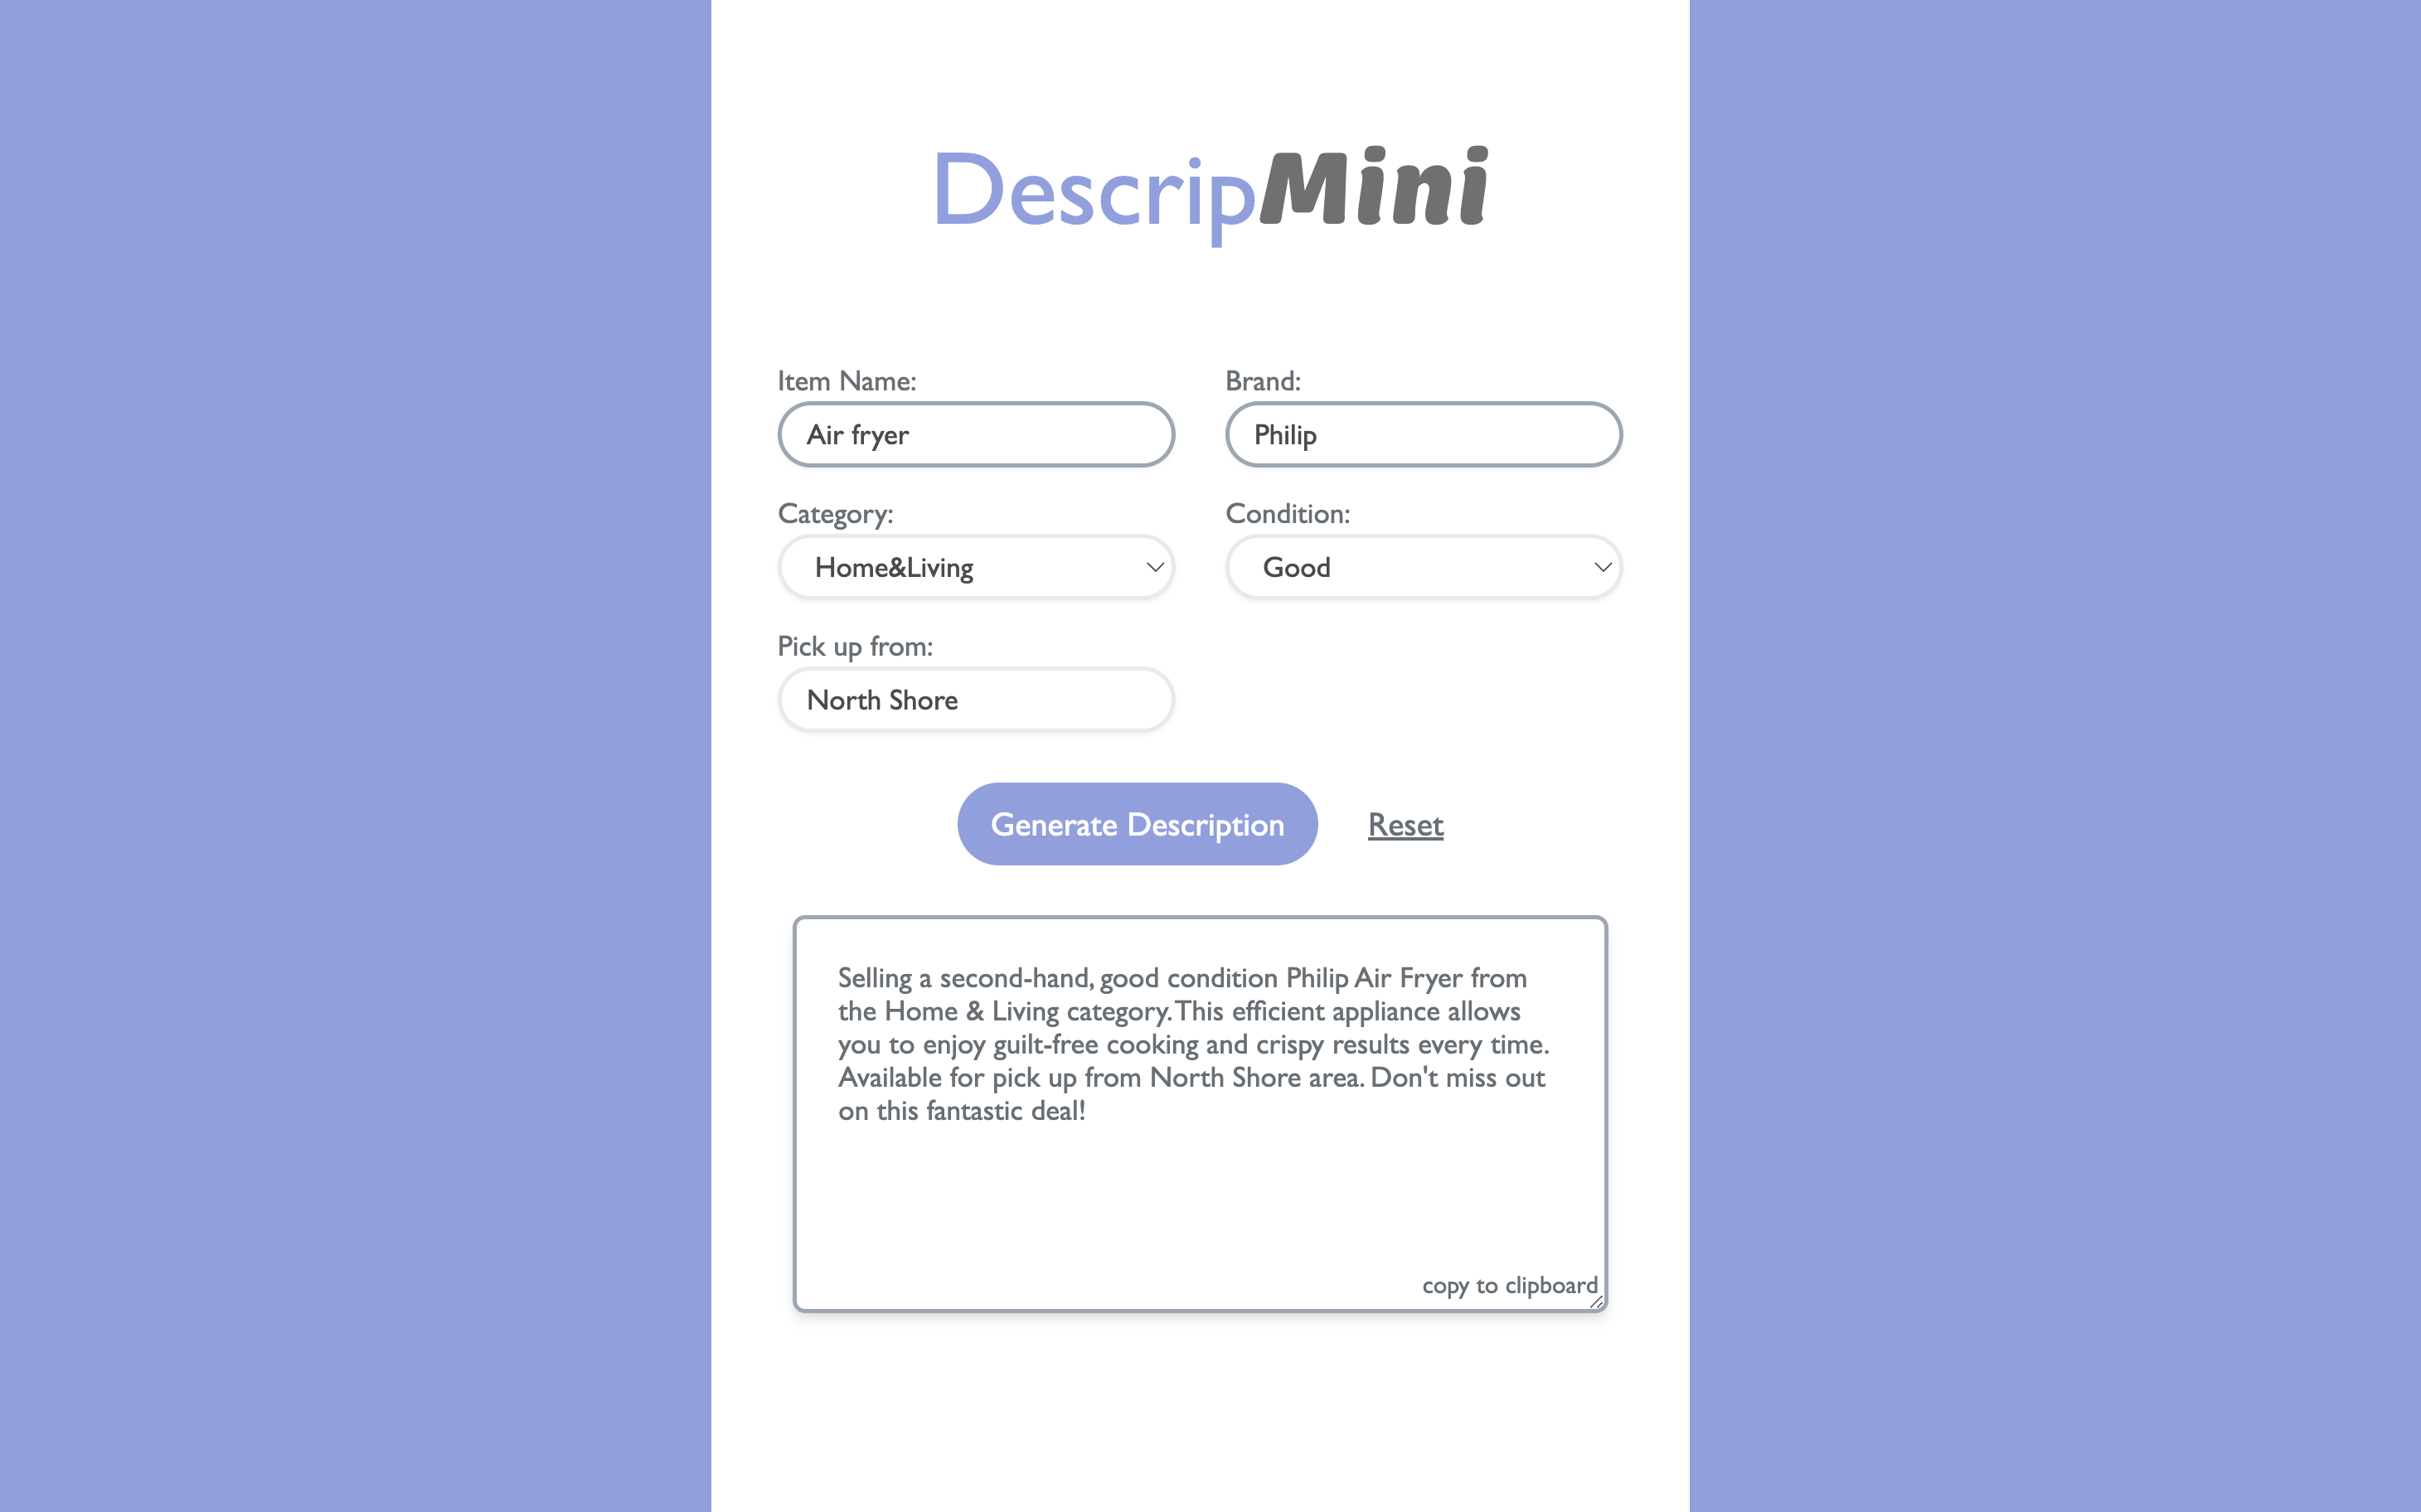 DescripMini
Item Name:
Brand:
Air fryer
Philip
Category:
Condition:
Home&Living
Good
Pick up from:
North Shore
Generate Description
Reset
Selling a second-hand, good condition Philip Air Fryer from
the Home & Living category. This efficient appliance allows
you to enjoy guilt-free cooking and crispy results every time.
Available for pick up from North Shore area. Don't miss out
on this fantastic deal!
copy to clipboard